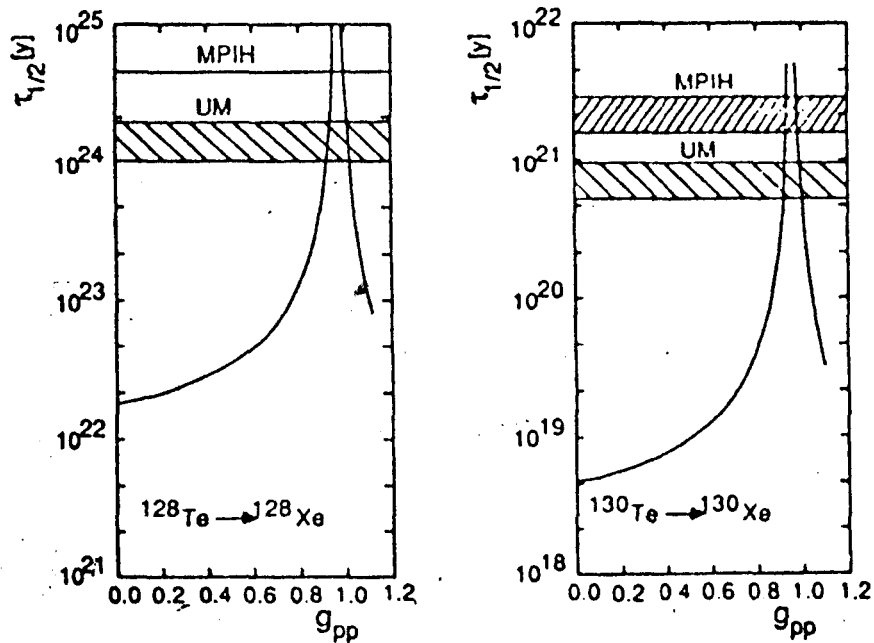 τ1/2[y]
10^25
10^24
10^23
10^22
10^21
MPIH
UM
128Te → 128Xe
0.0 0.2 0.4 0.6 0.8 1.0 1.2
gpp
τ1/2[y]
10^22
10^21
10^20
10^19
10^18
MPIH
UM
130Te → 130Xe
0 0.2 0.4 0.6 0.8 1.0 1.2
gpp